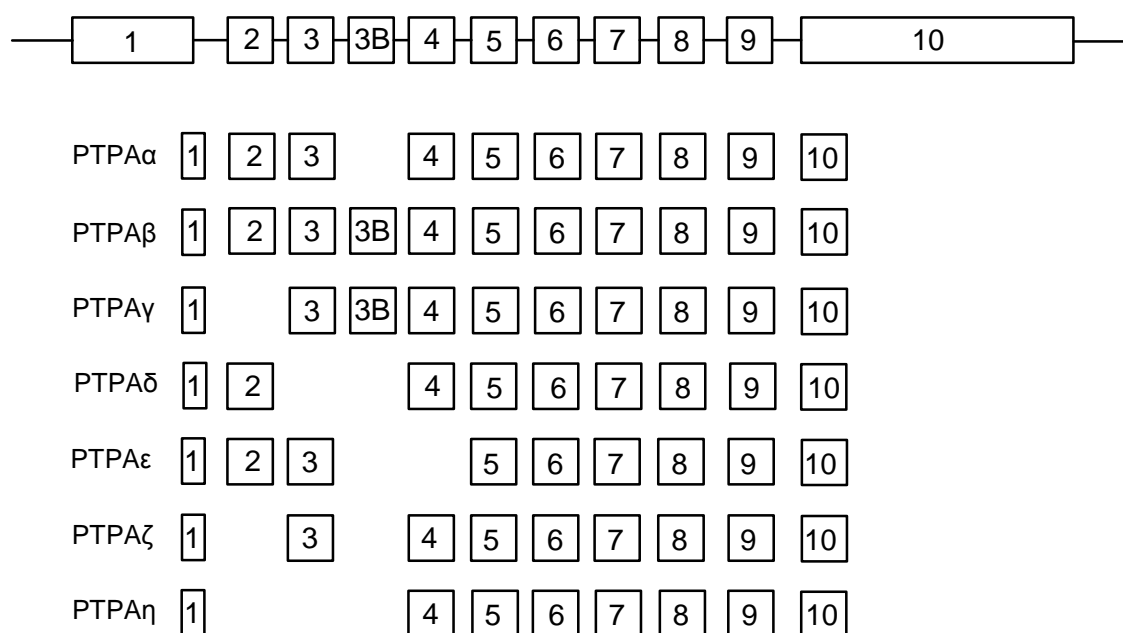 1 2 3 3B 4 5 6 7 8 9 10
PTPAα 1 2 3 4 5 6 7 8 9 10
PTPAβ 1 2 3 3B 4 5 6 7 8 9 10
PTPAγ 1 3 3B 4 5 6 7 8 9 10
PTPAδ 1 2 4 5 6 7 8 9 10
PTPAε 1 2 3 5 6 7 8 9 10
PTPAζ 1 3 4 5 6 7 8 9 10
PTPAη 1 4 5 6 7 8 9 10